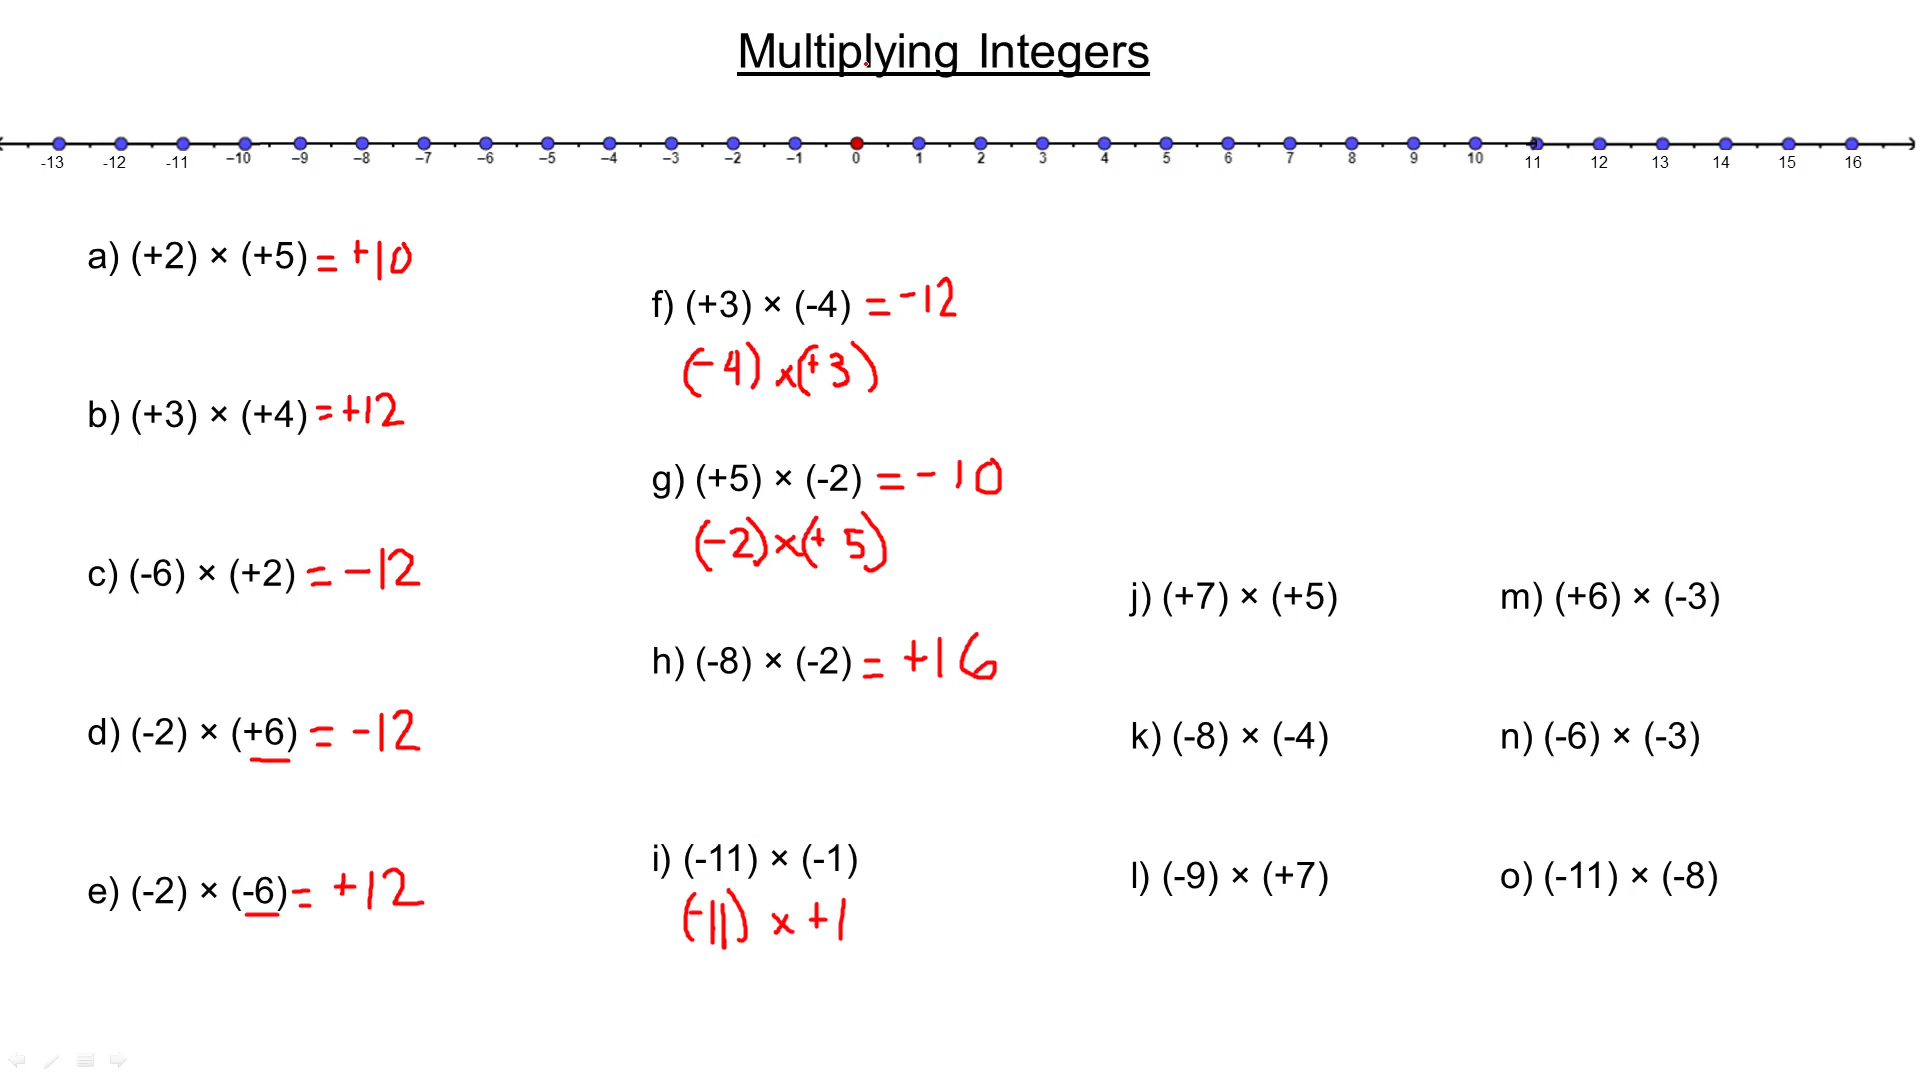 Multiplying Integers
-13 -12 -11 -10 -9 -8 -7 -6 -5 -4 -3 -2 -1 0 1 2 3 4 5 6 7 8 9 10 11 12 13 14 15 16
a) (+2) × (+5) = +10
b) (+3) × (+4) = +12
c) (-6) × (+2) = -12
d) (-2) × (+6) = -12
e) (-2) × (-6) = +12
f) (+3) × (-4) = -12
(-4) x (+3)
g) (+5) × (-2) = -10
(-2) x (+5)
h) (-8) × (-2) = +16
i) (-11) × (-1)
(-11) x +1
j) (+7) × (+5)
k) (-8) × (-4)
l) (-9) × (+7)
m) (+6) × (-3)
n) (-6) × (-3)
o) (-11) × (-8)